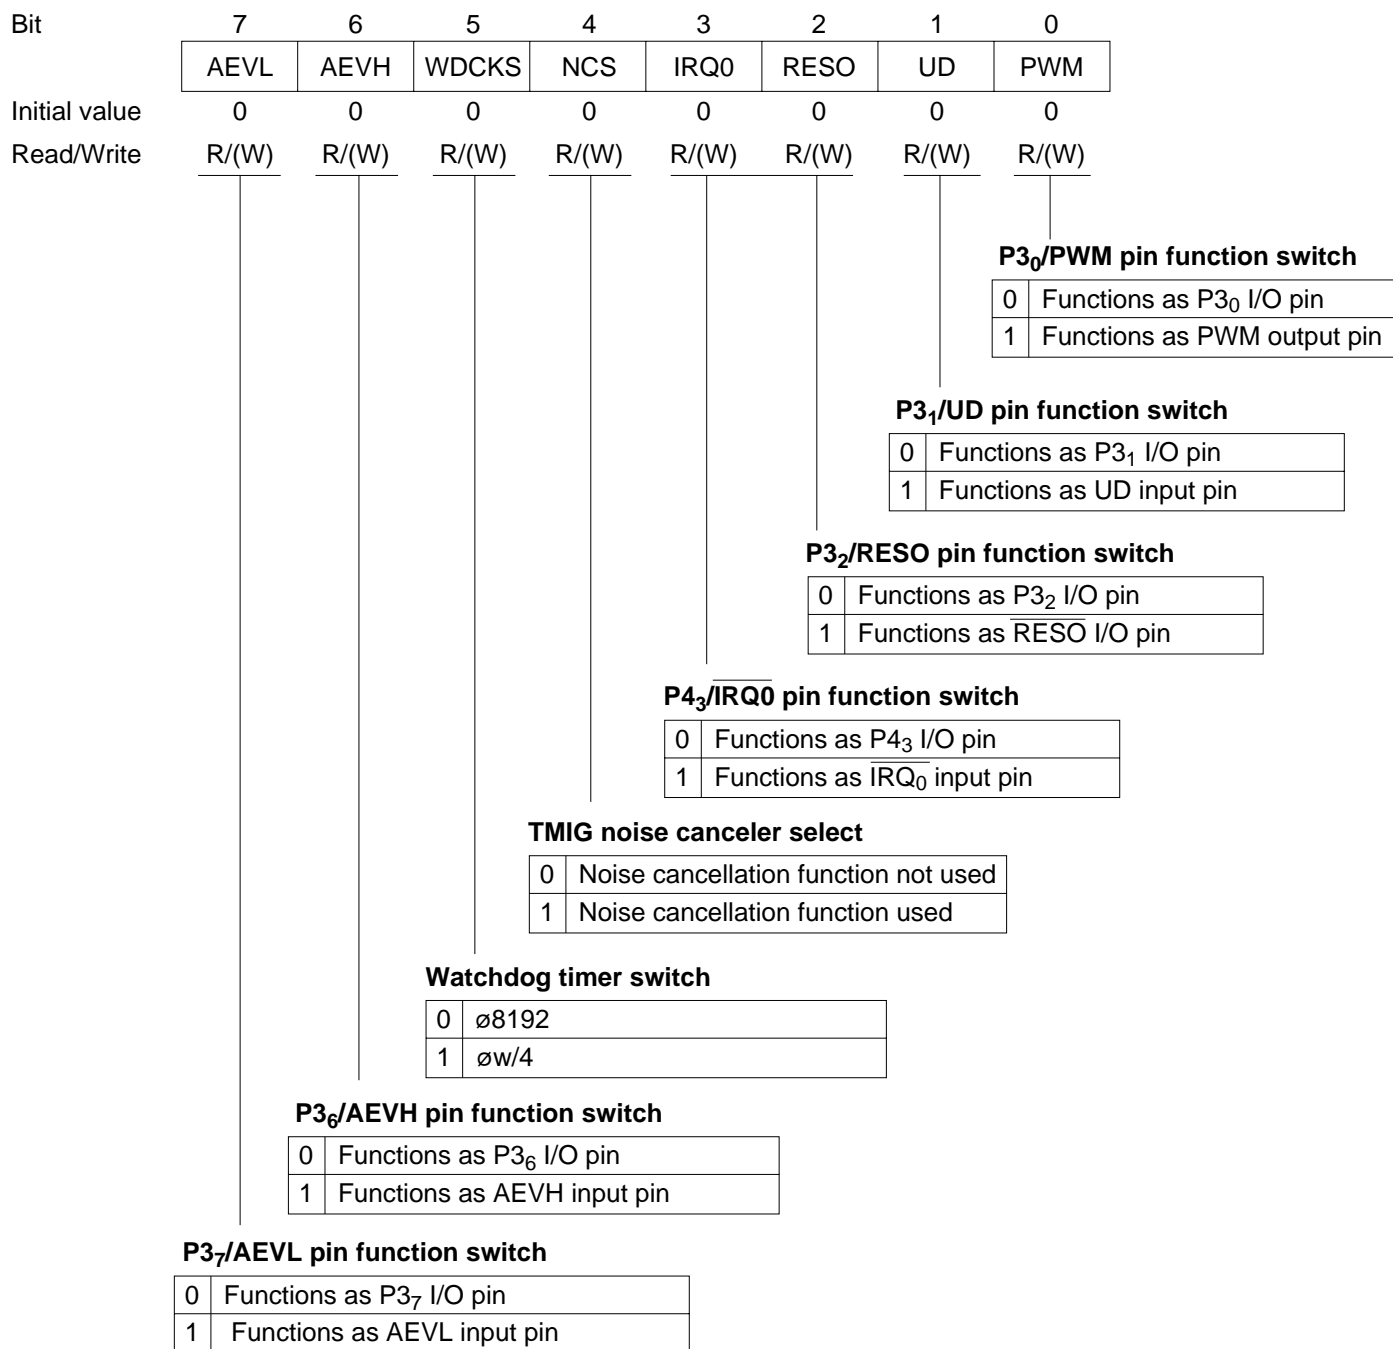 Bit 7 6 5 4 3 2 1 0
AEVL AEVH WDCKS NCS IRQ0 RESO UD PWM
Initial value 0 0 0 0 0 0 0 0
Read/Write R/(W) R/(W) R/(W) R/(W) R/(W) R/(W) R/(W) R/(W)
P3₀/PWM pin function switch
0 Functions as P3₀ I/O pin
1 Functions as PWM output pin
P3₁/UD pin function switch
0 Functions as P3₁ I/O pin
1 Functions as UD input pin
P3₂/RESO pin function switch
0 Functions as P3₂ I/O pin
1 Functions as R̅E̅S̅O̅ I/O pin
P4₃/I̅R̅Q̅0̅ pin function switch
0 Functions as P4₃ I/O pin
1 Functions as I̅R̅Q̅₀̅ input pin
TMIG noise canceler select
0 Noise cancellation function not used
1 Noise cancellation function used
Watchdog timer switch
0 ø8192
1 øw/4
P3₆/AEVH pin function switch
0 Functions as P3₆ I/O pin
1 Functions as AEVH input pin
P3₇/AEVL pin function switch
0 Functions as P3₇ I/O pin
1 Functions as AEVL input pin